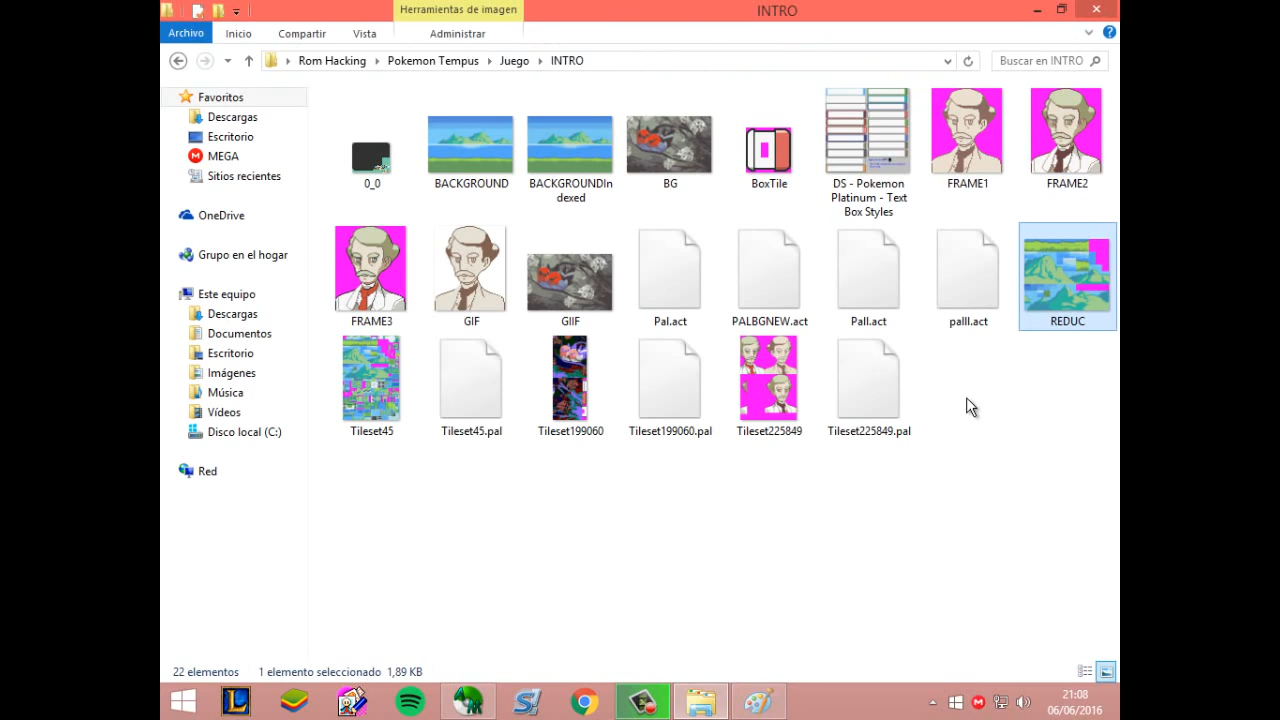 Herramientas de imagen
INTRO
Archivo
Inicio
Compartir
Vista
Administrar
Rom Hacking
Pokemon Tempus
Juego
INTRO
Buscar en INTRO
Favoritos
Descargas
Escritorio
MEGA
Sitios recientes
OneDrive
Grupo en el hogar
Este equipo
Descargas
Documentos
Escritorio
Imágenes
Música
Vídeos
Disco local (C:)
Red
0_0
BACKGROUND
BACKGROUNDIn
dexed
BG
BoxTile
DS - Pokemon
Platinum - Text
Box Styles
FRAME1
FRAME2
FRAME3
GIF
GIIF
Pal.act
PALBGNEW.act
Pall.act
palll.act
REDUC
Tileset45
Tileset45.pal
Tileset199060
Tileset199060.pal
Tileset225849
Tileset225849.pal
22 elementos
1 elemento seleccionado 1,89 KB
21:08
06/06/2016